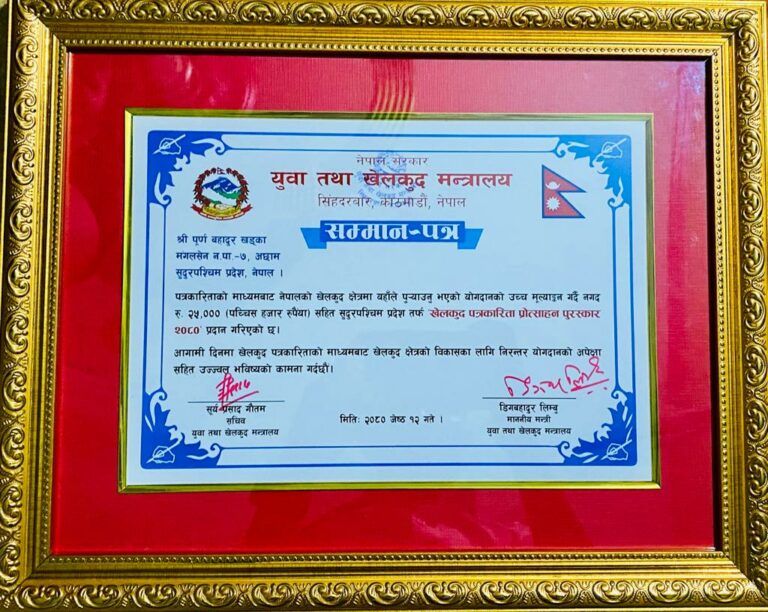 नेपाल सरकार
युवा तथा खेलकुद मन्त्रालय
सिंहदरवार, काठमाडौं, नेपाल
सम्मान-पत्र
श्री पूर्ण बहादुर खड्का
मंगलसेन न.पा.-७, अछाम
सुदुरपश्चिम प्रदेश, नेपाल ।
पत्रकारिताको माध्यमबाट नेपालको खेलकुद क्षेत्रमा यहाँले पुऱ्याउनु भएको योगदानको उच्च मूल्याङ्कन गर्दै नगद
रु. २५,००० (पच्चिस हजार रुपैया) सहित सुदुरपश्चिम प्रदेश तर्फ 'खेलकुद पत्रकारिता प्रोत्साहन पुरस्कार
२०८०' प्रदान गरिएको छ।
आगामी दिनमा खेलकुद पत्रकारिताको माध्यमबाट खेलकुद क्षेत्रको विकासका लागि निरन्तर योगदानको अपेक्षा
सहित उज्ज्वल भविष्यको कामना गर्दछौं।
सूर्य प्रसाद गौतम
सचिव
युवा तथा खेलकुद मन्त्रालय
मिति: २०८० जेष्ठ १२ गते ।
डिगबहादुर लिम्बु
माननीय मन्त्री
युवा तथा खेलकुद मन्त्रालय